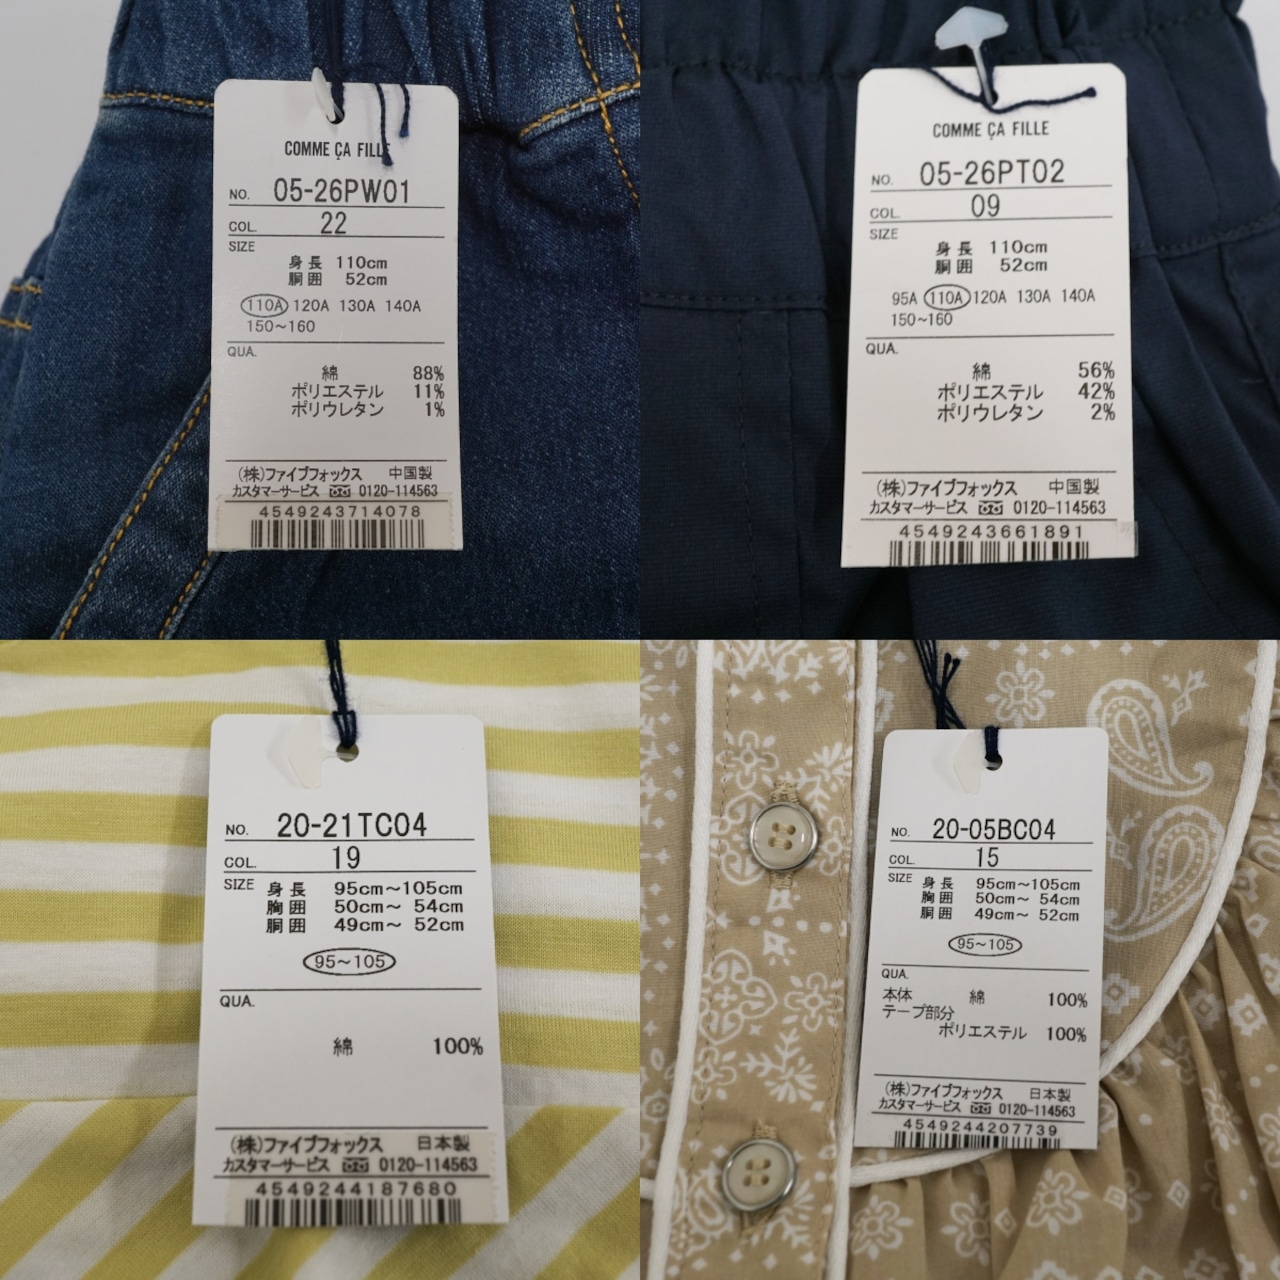 COMME ÇA FILLE
NO. 05-26PW01
COL. 22
SIZE
身長 110cm
胴囲 52cm
110A 120A 130A 140A
150~160
QUA.
綿 88%
ポリエステル 11%
ポリウレタン 1%
(株)ファイブフォックス 中国製
カスタマーサービス 0120-114563
4549243714078
COMME ÇA FILLE
NO. 05-26PT02
COL. 09
SIZE
身長 110cm
胴囲 52cm
95A 110A 120A 130A 140A
150~160
QUA.
綿 56%
ポリエステル 42%
ポリウレタン 2%
(株)ファイブフォックス 中国製
カスタマーサービス 0120-114563
4549243661891
NO. 20-21TC04
COL. 19
SIZE 身長 95cm~105cm
胸囲 50cm~ 54cm
胴囲 49cm~ 52cm
95~105
QUA.
綿 100%
(株)ファイブフォックス 日本製
カスタマーサービス 0120-114563
4549244187680
NO. 20-05BC04
COL. 15
SIZE 身長 95cm~105cm
胸囲 50cm~ 54cm
胴囲 49cm~ 52cm
95~105
QUA.
本体 綿 100%
テープ部分
ポリエステル 100%
(株)ファイブフォックス 日本製
カスタマーサービス 0120-114563
4549244207739